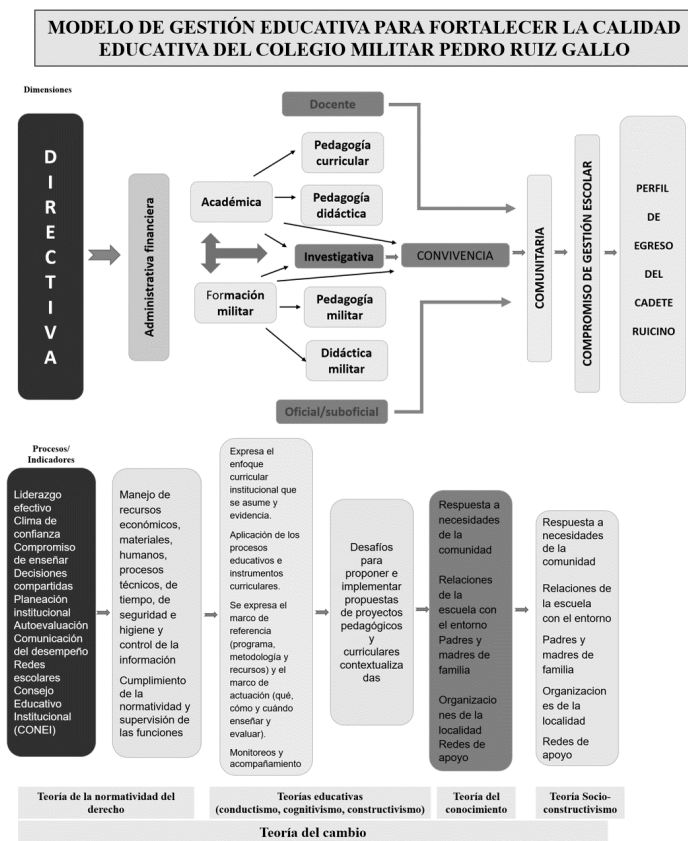 MODELO DE GESTIÓN EDUCATIVA PARA FORTALECER LA CALIDAD
EDUCATIVA DEL COLEGIO MILITAR PEDRO RUIZ GALLO
Dimensiones
DIRECTIVA
Administrativa financiera
Docente
Académica
Formación
militar
Pedagogía
curricular
Pedagogía
didáctica
Investigativa
Pedagogía
militar
Didáctica
militar
Oficial/suboficial
CONVIVENCIA
COMUNITARIA
COMPROMISO DE GESTIÓN ESCOLAR
PERFIL
DE
EGRESO
DEL
CADETE
RUICINO
Procesos/
Indicadores
Liderazgo
efectivo
Clima de
confianza
Compromiso
de enseñar
Decisiones
compartidas
Planeación
institucional
Autoevaluación
Comunicación
del desempeño
Redes
escolares
Consejo
Educativo
Institucional
(CONEI)
Manejo de
recursos
económicos,
materiales,
humanos,
procesos
técnicos, de
tiempo, de
seguridad e
higiene y
control de la
información
Cumplimiento
de la
normatividad y
supervisión de
las funciones
Expresa el
enfoque
curricular
institucional que
se asume y
evidencia.
Aplicación de los
procesos
educativos e
instrumentos
curriculares.
Se expresa el
marco de
referencia
(programa,
metodología y
recursos) y el
marco de
actuación (qué,
cómo y cuándo
enseñar y
evaluar).
Monitoreos y
acompañamiento
Desafíos
para
proponer e
implementar
propuestas
de proyectos
pedagógicos
y
curriculares
contextualiza
das
Respuesta a
necesidades
de la
comunidad
Relaciones de
la escuela con
el entorno
Padres y
madres de
familia
Organizacio
nes de la
localidad
Redes de
apoyo
Respuesta a
necesidades
de la
comunidad
Relaciones de
la escuela con
el entorno
Padres y
madres de
familia
Organizacion
es de la
localidad
Redes de
apoyo
Teoría de la normatividad del
derecho
Teorías educativas
(conductismo, cognitivismo, constructivismo)
Teoría del
conocimiento
Teoría Socio-
constructivismo
Teoría del cambio